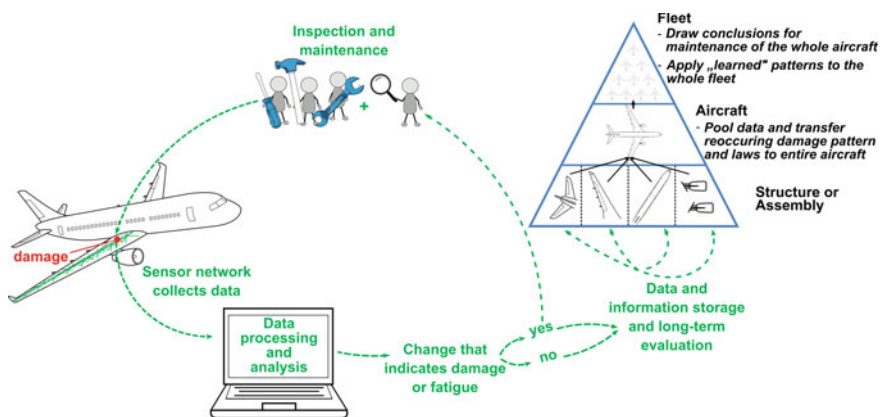 Inspection and
maintenance
+
Fleet
- Draw conclusions for
maintenance of the whole aircraft
- Apply „learned" patterns to the
whole fleet
Aircraft
- Pool data and transfer
reoccuring damage pattern
and laws to entire aircraft
Structure or
Assembly
damage
Sensor network
collects data
Data
processing
and
analysis
Change that
indicates damage
or fatigue
yes
no
Data and
information storage
and long-term
evaluation